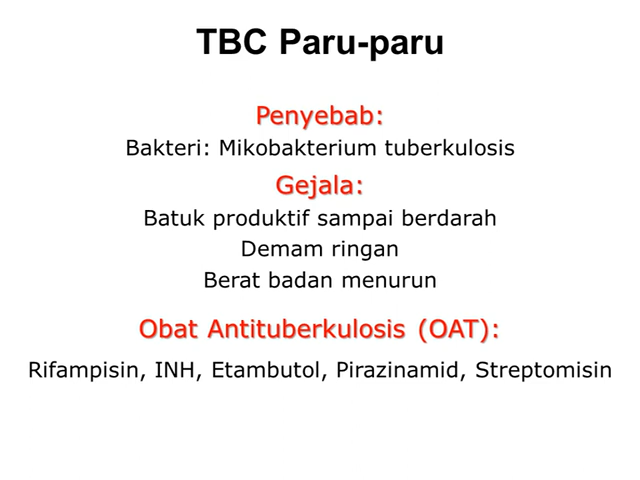 TBC Paru-paru
Penyebab:
Bakteri: Mikobakterium tuberkulosis
Gejala:
Batuk produktif sampai berdarah
Demam ringan
Berat badan menurun
Obat Antituberkulosis (OAT):
Rifampisin, INH, Etambutol, Pirazinamid, Streptomisin